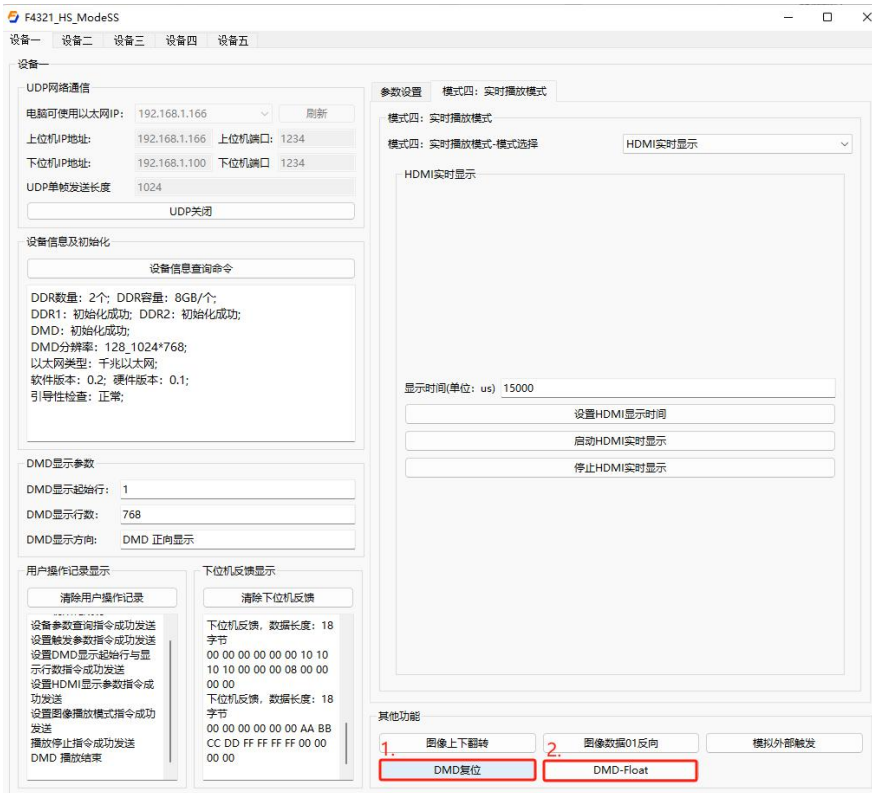 F4321_HS_ModeSS
设备一 设备二 设备三 设备四 设备五
设备一
UDP网络通信
电脑可使用以太网IP: 192.168.1.166 刷新
上位机IP地址: 192.168.1.166 上位机端口: 1234
下位机IP地址: 192.168.1.100 下位机端口 1234
UDP单帧发送长度 1024
UDP关闭
设备信息及初始化
设备信息查询命令
DDR数量: 2个; DDR容量: 8GB/个;
DDR1: 初始化成功; DDR2: 初始化成功;
DMD: 初始化成功;
DMD分辨率: 128_1024*768;
以太网类型: 千兆以太网;
软件版本: 0.2; 硬件版本: 0.1;
引导性检查: 正常;
DMD显示参数
DMD显示起始行: 1
DMD显示行数: 768
DMD显示方向: DMD 正向显示
用户操作记录显示
清除用户操作记录
设备参数查询指令成功发送
设置触发参数指令成功发送
设置DMD显示起始行与显
示行数指令成功发送
设置HDMI显示参数指令成
功发送
设置图像播放模式指令成功
发送
播放停止指令成功发送
DMD 播放结束
下位机反馈显示
清除下位机反馈
下位机反馈, 数据长度: 18
字节
00 00 00 00 00 00 10 10
10 10 00 00 00 08 00 00
00 00
下位机反馈, 数据长度: 18
字节
00 00 00 00 00 00 AA BB
CC DD FF FF FF FF 00 00
00 00
参数设置 模式四: 实时播放模式
模式四: 实时播放模式
模式四: 实时播放模式-模式选择 HDMI实时显示
HDMI实时显示
显示时间(单位: us) 15000
设置HDMI显示时间
启动HDMI实时显示
停止HDMI实时显示
其他功能
图像上下翻转 图像数据01反向 模拟外部触发
1. DMD复位 2. DMD-Float